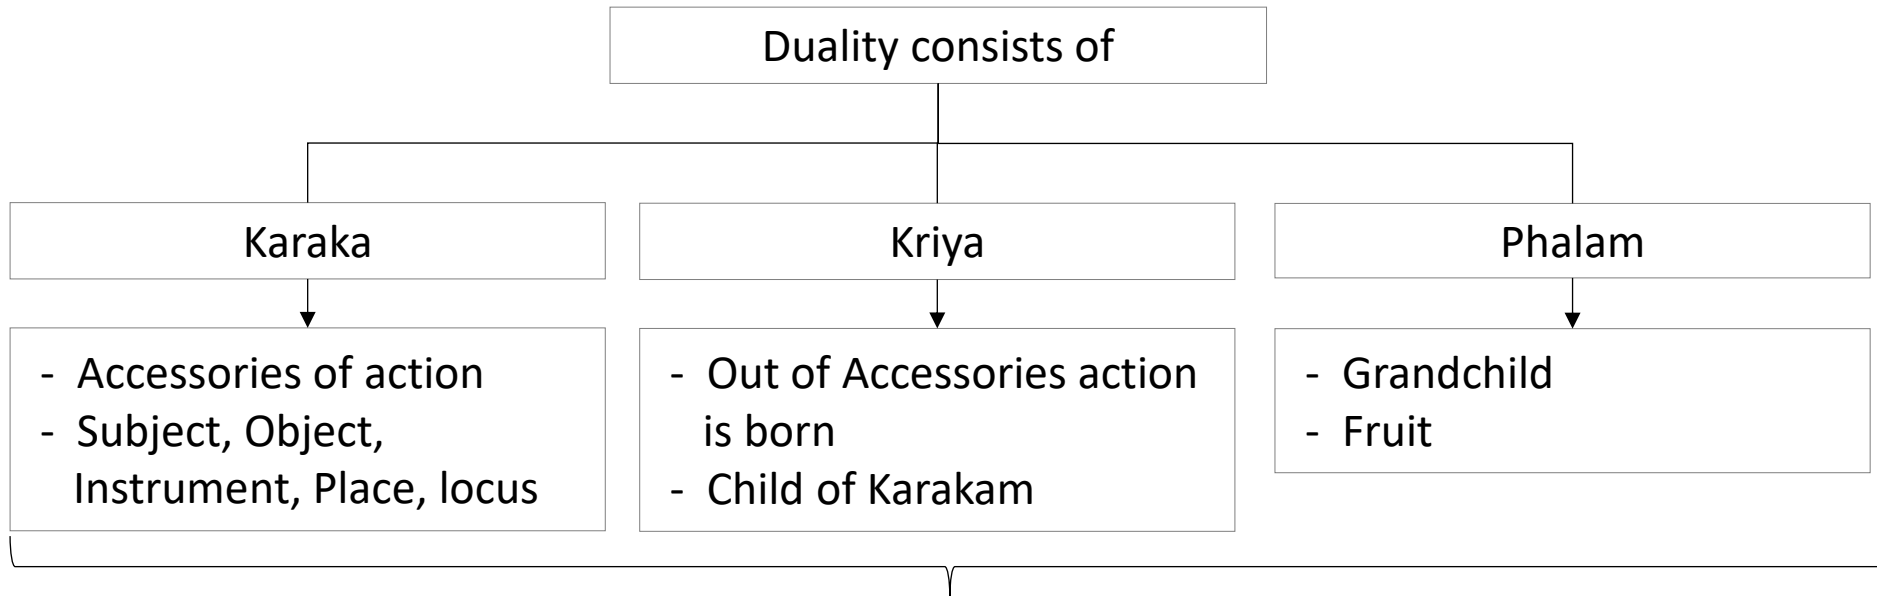 Duality consists of
Karaka
Kriya
Phalam
- Accessories of action
- Subject, Object,
Instrument, Place, locus
- Out of Accessories action
is born
- Child of Karakam
- Grandchild
- Fruit